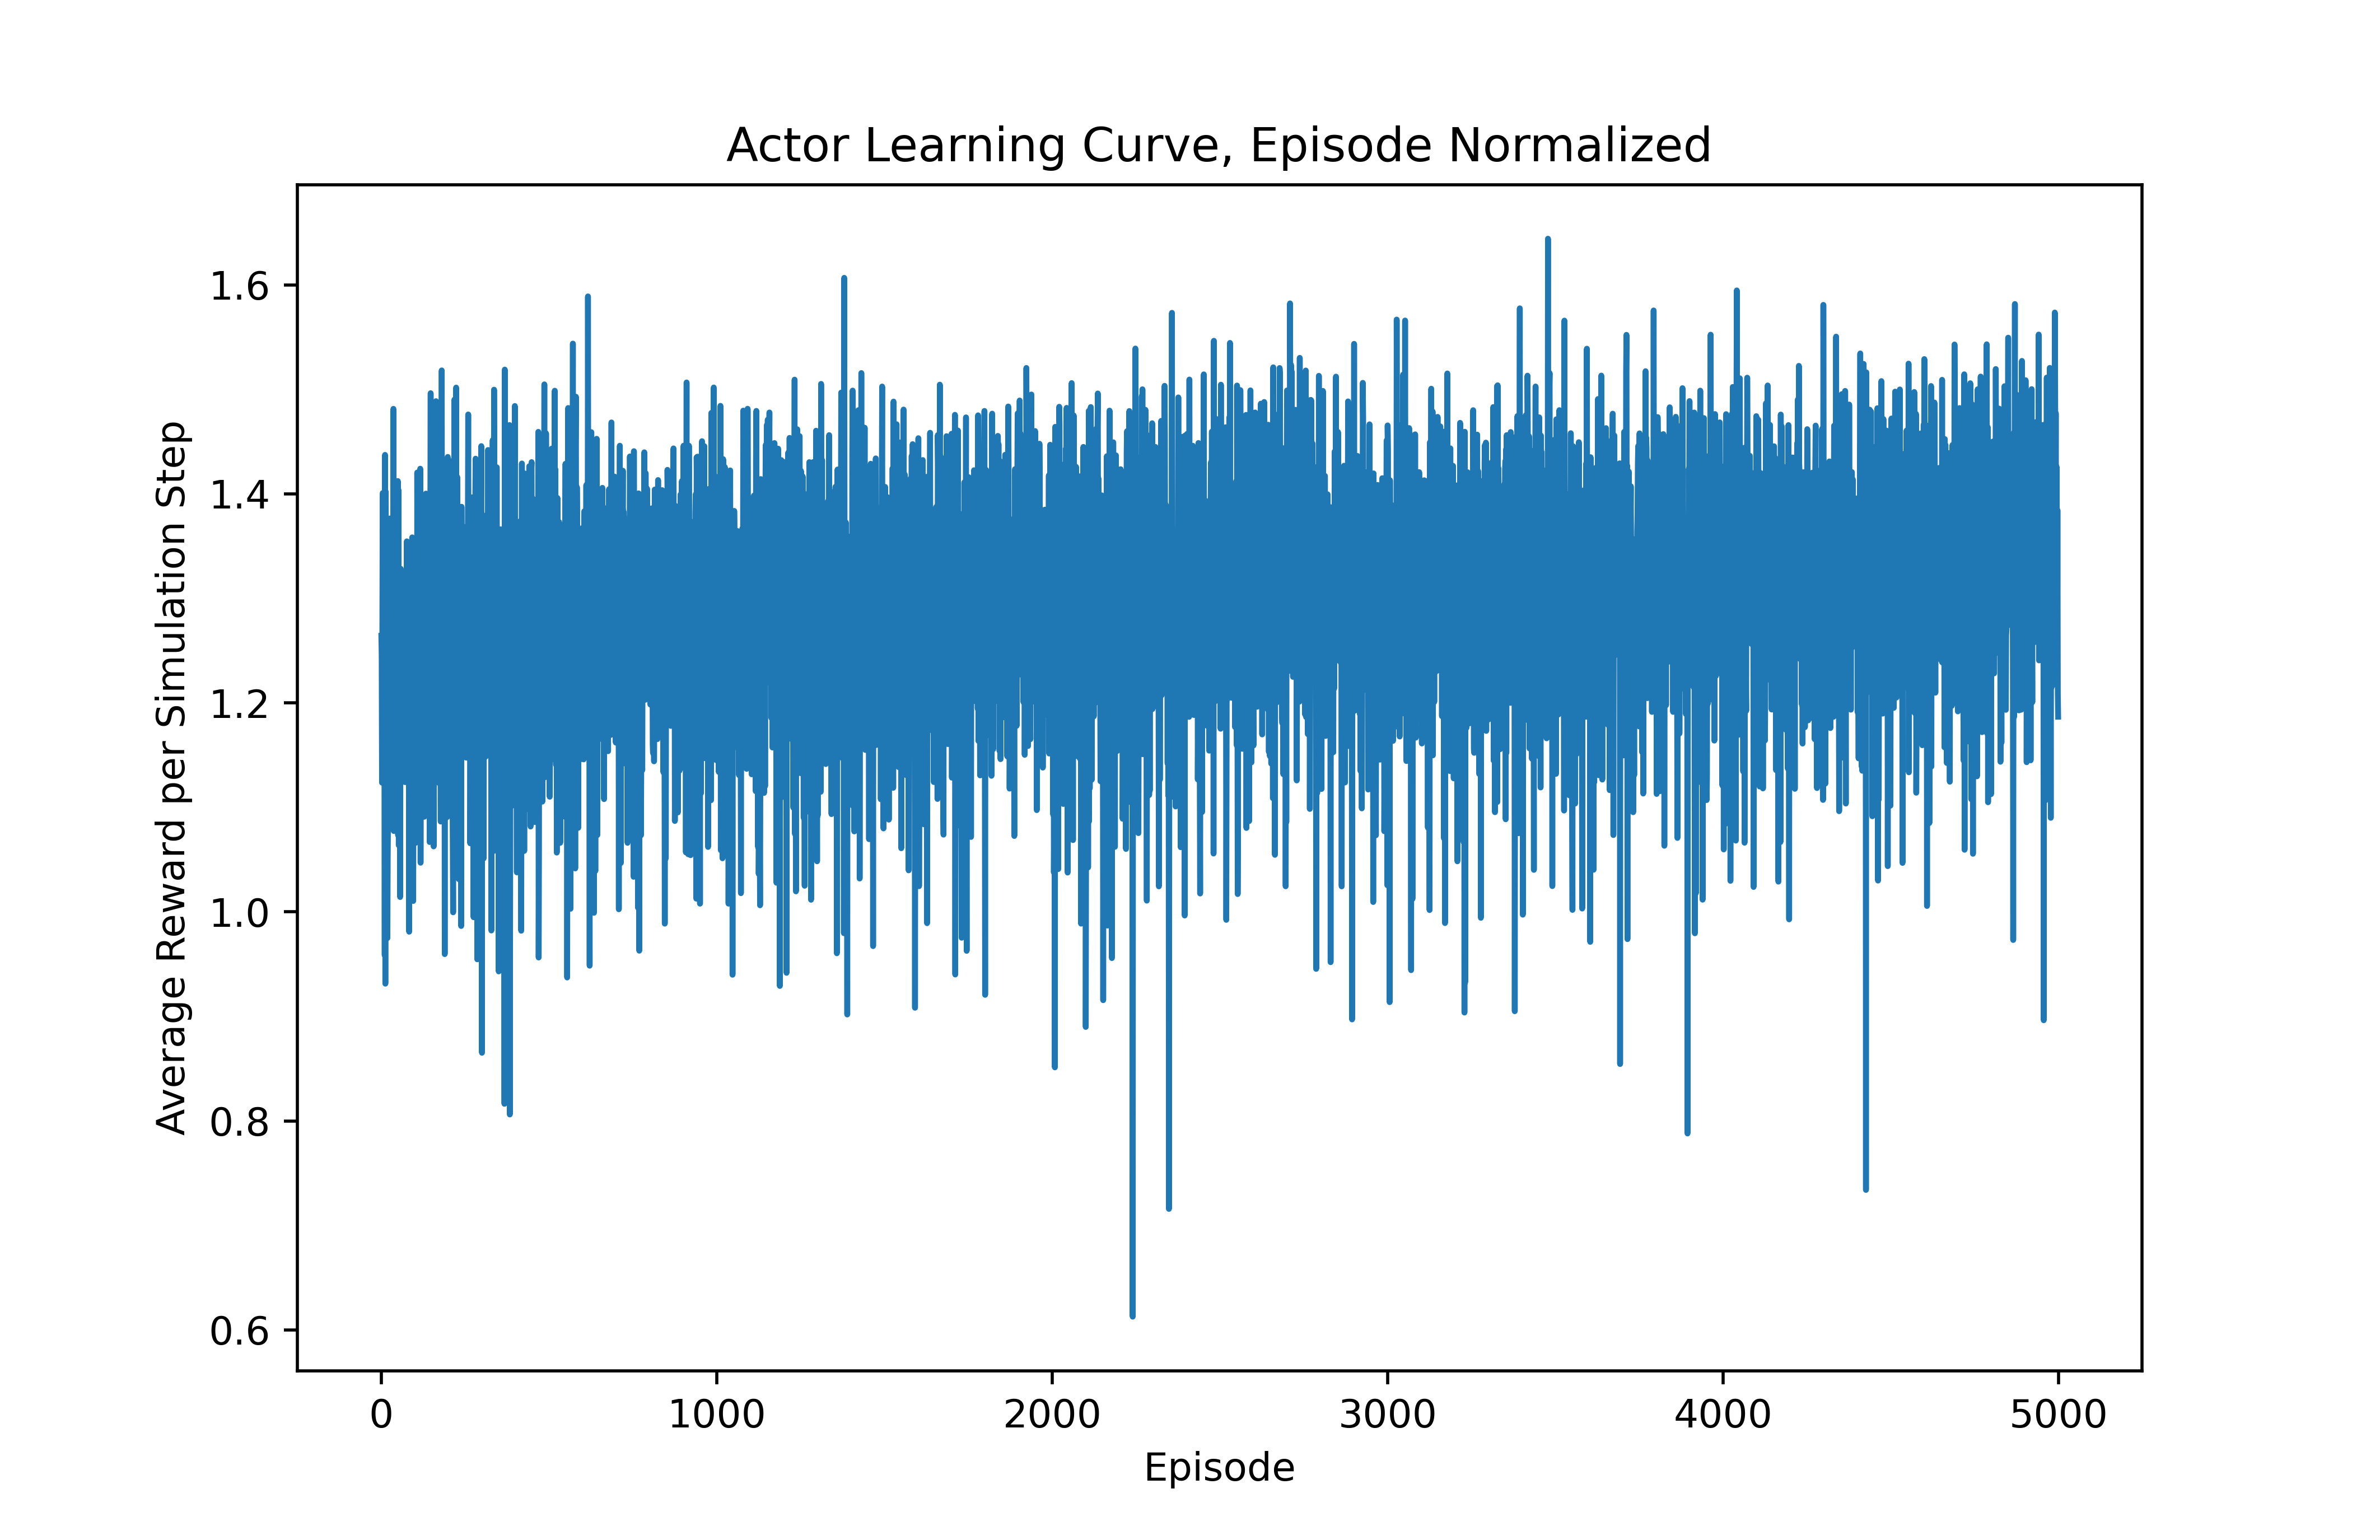 Actor Learning Curve, Episode Normalized
Average Reward per Simulation Step
1.6
1.4
1.2
1.0
0.8
0.6
0 1000 2000 3000 4000 5000
Episode